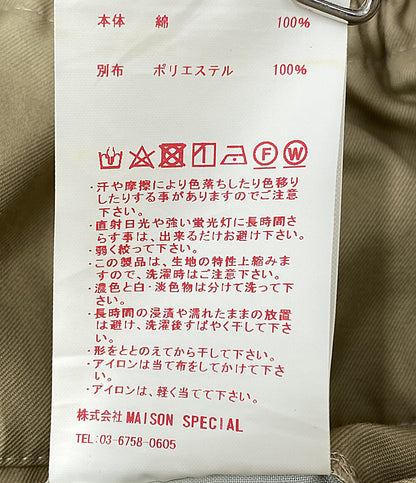 本体 綿 100%
別布 ポリエステル 100%
F W
・汗や摩擦により色落ちしたり色移り
したりする事がありますのでご注意
下さい。
・直射日光や強い蛍光灯に長時間さ
らす事は、出来るだけお避け下さい。
・弱く絞って下さい。
・この製品は、生地の特性上縮みま
すので、洗濯時はご注意下さい。
・濃色と白・淡色物は分けて洗って下
さい。
・長時間の浸漬や濡れたままの放置
は避け、洗濯後すばやく干して下さ
い。
・形をととのえてから干して下さい。
・アイロンは当て布をしてかけて下さ
い。
・アイロンは、軽く当てて下さい。
株式会社 MAISON SPECIAL
TEL:03-6758-0605